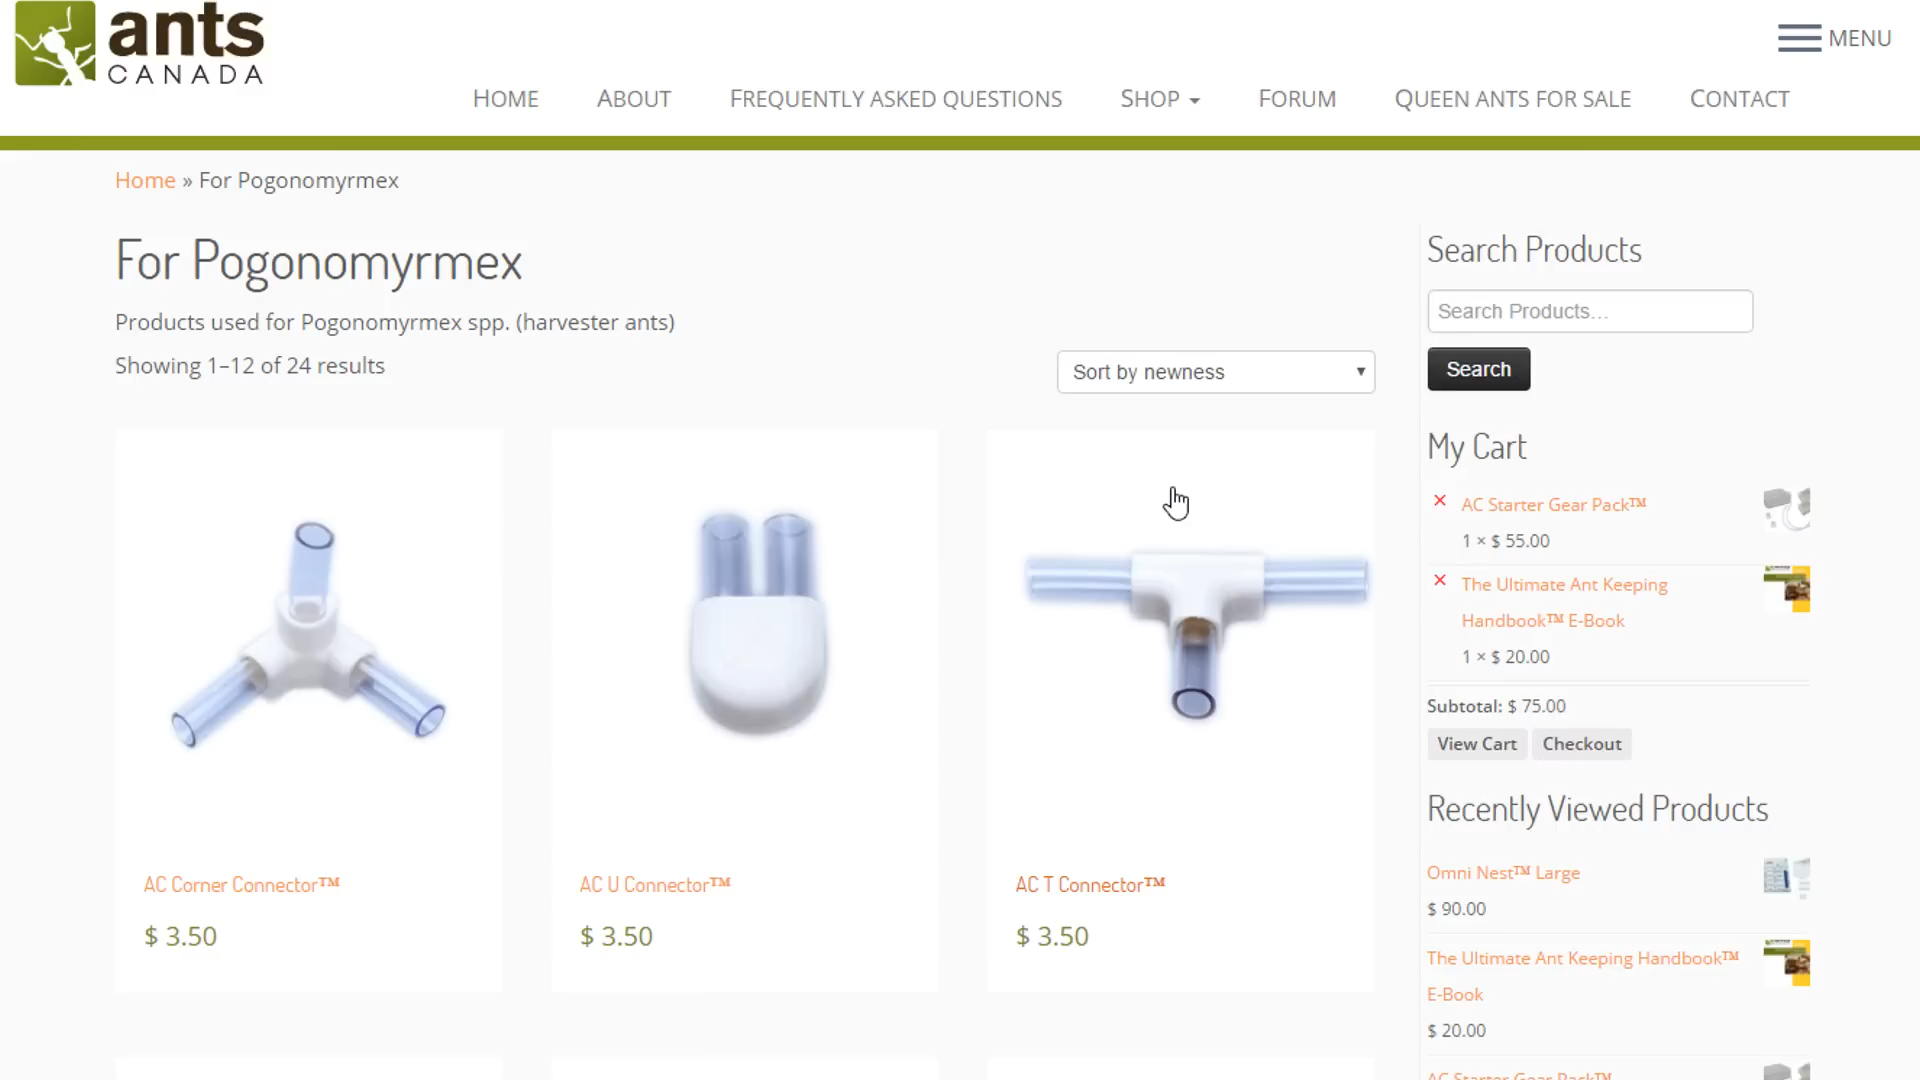 ants
CANADA
MENU
HOME
ABOUT
FREQUENTLY ASKED QUESTIONS
SHOP
FORUM
QUEEN ANTS FOR SALE
CONTACT
Home » For Pogonomyrmex
For Pogonomyrmex
Products used for Pogonomyrmex spp. (harvester ants)
Showing 1–12 of 24 results
Sort by newness
AC Corner Connector™
$ 3.50
AC U Connector™
$ 3.50
AC T Connector™
$ 3.50
Search Products
Search Products...
Search
My Cart
× AC Starter Gear Pack™
1 × $ 55.00
× The Ultimate Ant Keeping
Handbook™ E-Book
1 × $ 20.00
Subtotal: $ 75.00
View Cart
Checkout
Recently Viewed Products
Omni Nest™ Large
$ 90.00
The Ultimate Ant Keeping Handbook™
E-Book
$ 20.00
AC Starter Gear Pack™